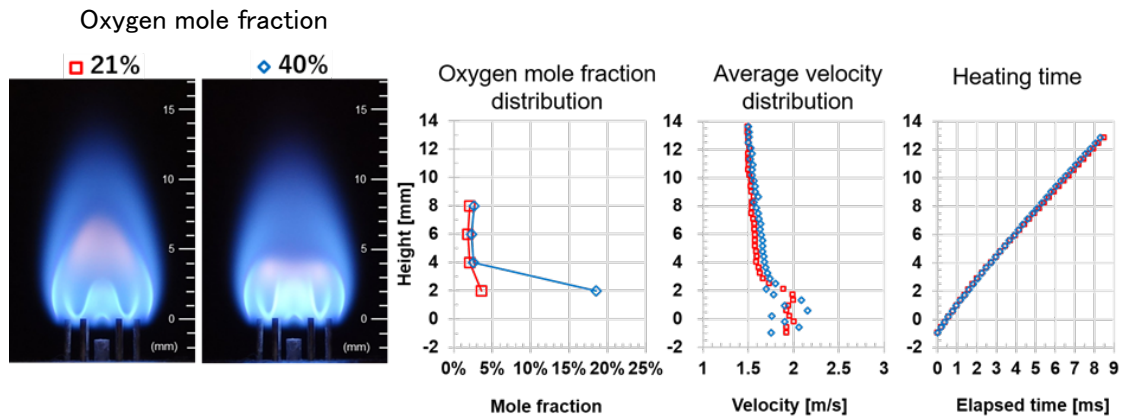 Oxygen mole fraction
21%
40%
15
10
5
0
(mm)
15
10
5
0
(mm)
Oxygen mole fraction
distribution
Height [mm]
14
12
10
8
6
4
2
0
-2
0% 5% 10% 15% 20% 25%
Mole fraction
Average velocity
distribution
14
12
10
8
6
4
2
0
-2
1 2 3
Velocity [m/s]
Heating time
14
12
10
8
6
4
2
0
-2
0 1 2 3 4 5 6 7 8 9
Elapsed time [ms]